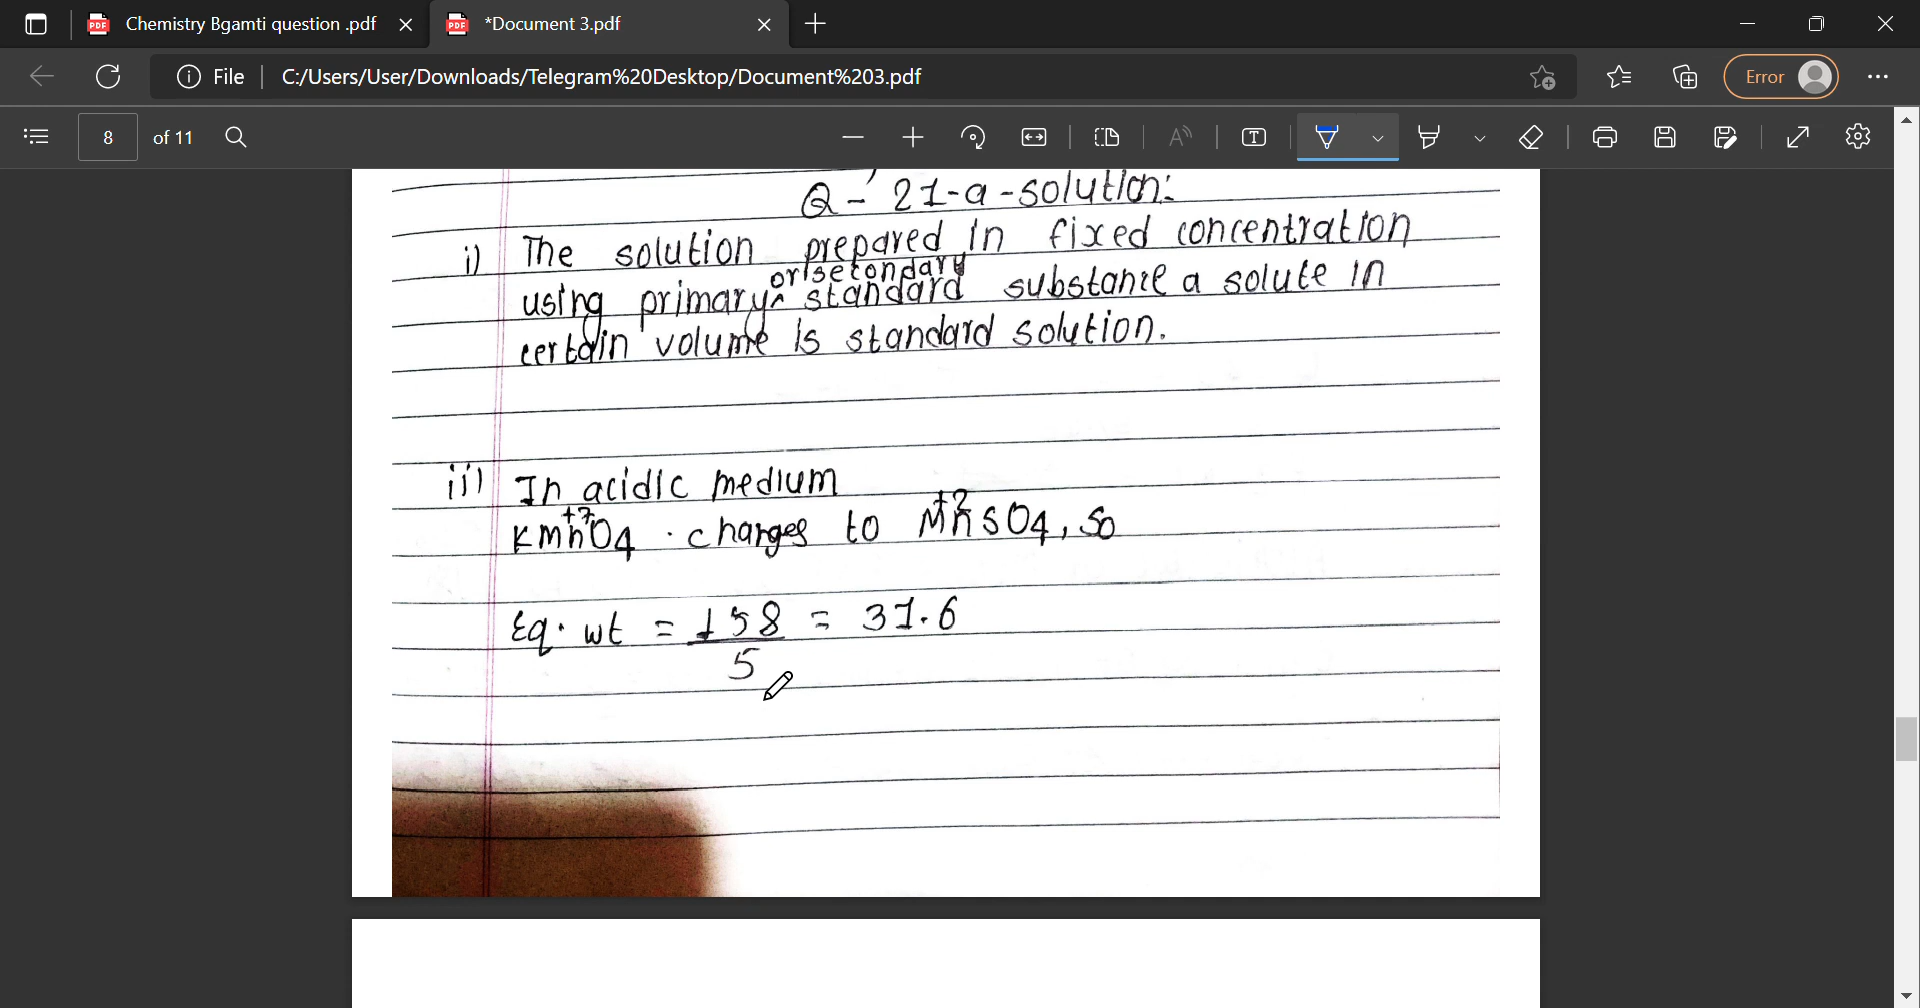 Chemistry Bgamti question .pdf
*Document 3.pdf
File
C:/Users/User/Downloads/Telegram%20Desktop/Document%203.pdf
Error
8 of 11
Q - 21-a-solution:
i) The solution prepared in fixed concentration
or secondary
using primary^ standard substance a solute in
certain volume is standard solution.
iii) In acidic medium
+7 +2
KMnO4 . changes to MnSO4, so
Eq. wt = 158 = 31.6
5